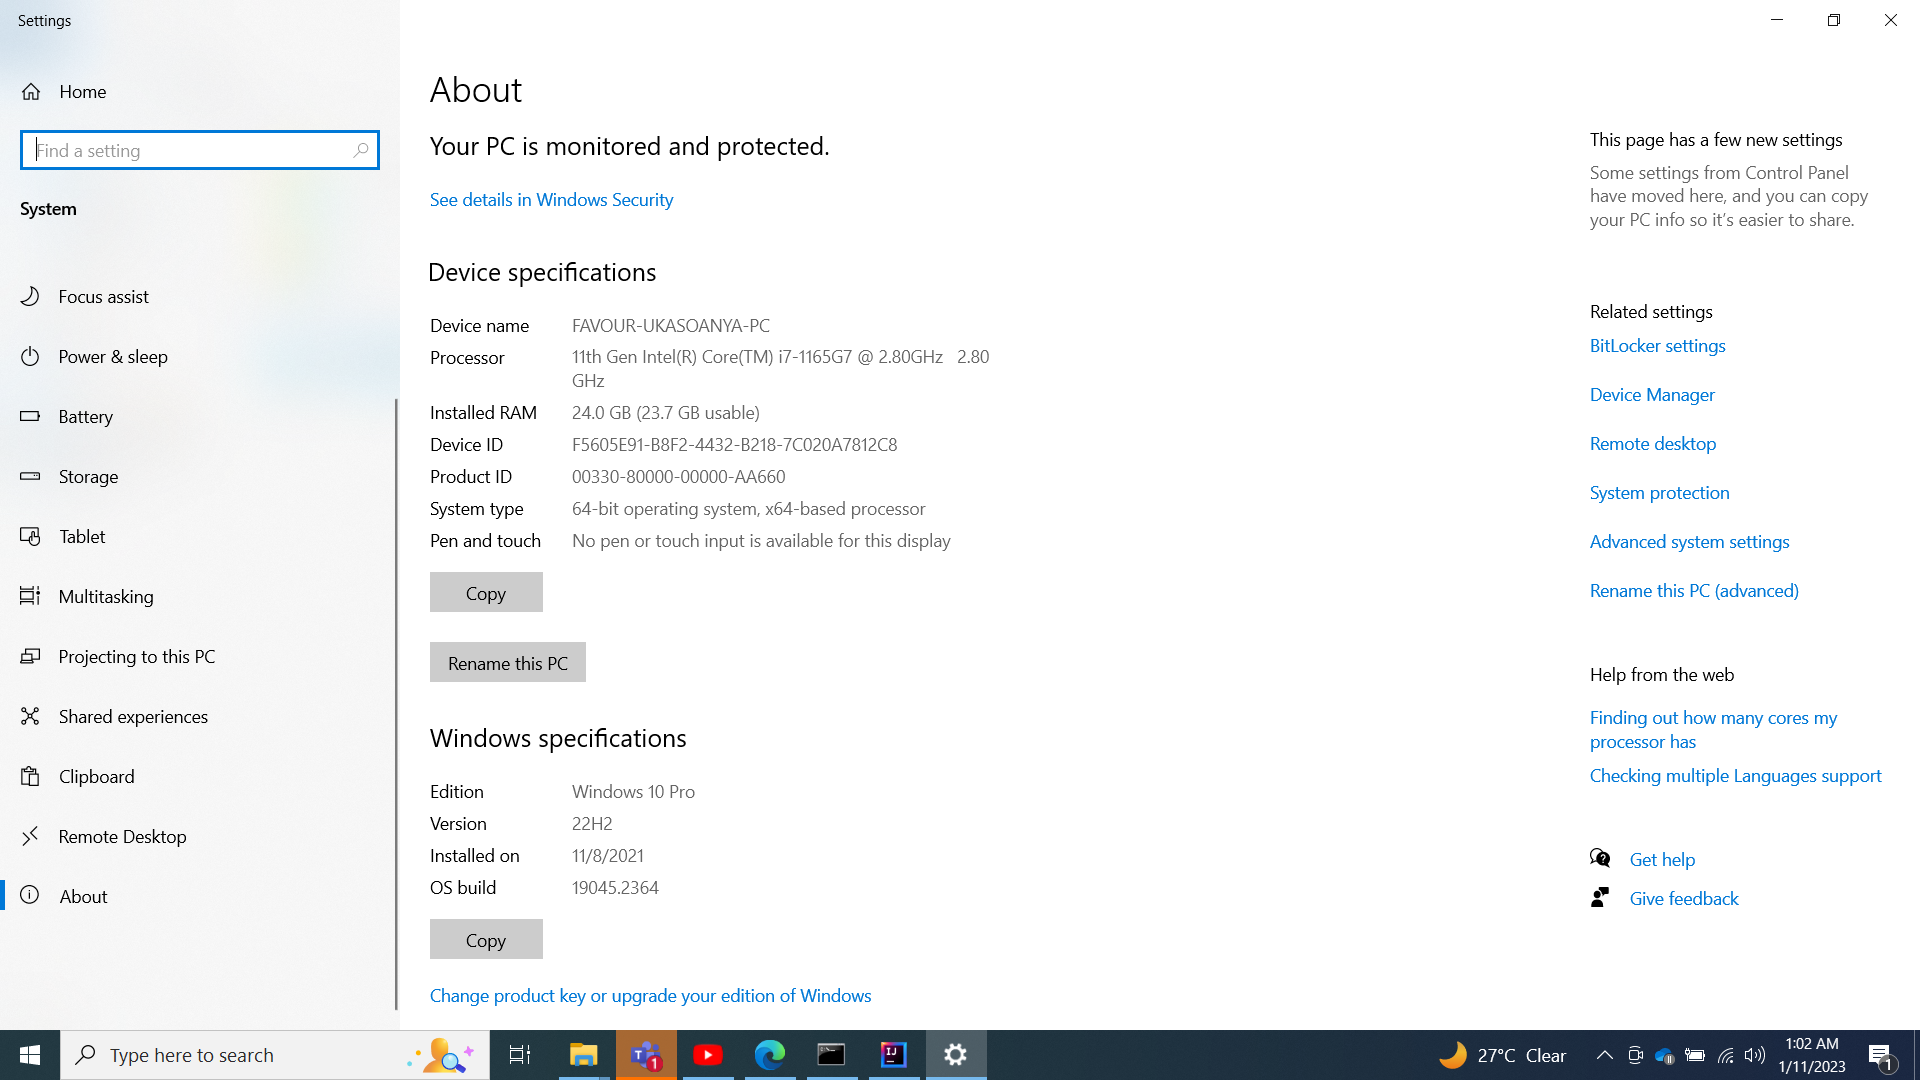 Settings
Home
Find a setting
System
Focus assist
Power & sleep
Battery
Storage
Tablet
Multitasking
Projecting to this PC
Shared experiences
Clipboard
Remote Desktop
About
About
Your PC is monitored and protected.
See details in Windows Security
Device specifications
Device name FAVOUR-UKASOANYA-PC
Processor 11th Gen Intel(R) Core(TM) i7-1165G7 @ 2.80GHz 2.80
GHz
Installed RAM 24.0 GB (23.7 GB usable)
Device ID F5605E91-B8F2-4432-B218-7C020A7812C8
Product ID 00330-80000-00000-AA660
System type 64-bit operating system, x64-based processor
Pen and touch No pen or touch input is available for this display
Copy
Rename this PC
Windows specifications
Edition Windows 10 Pro
Version 22H2
Installed on 11/8/2021
OS build 19045.2364
Copy
Change product key or upgrade your edition of Windows
This page has a few new settings
Some settings from Control Panel
have moved here, and you can copy
your PC info so it's easier to share.
Related settings
BitLocker settings
Device Manager
Remote desktop
System protection
Advanced system settings
Rename this PC (advanced)
Help from the web
Finding out how many cores my
processor has
Checking multiple Languages support
Get help
Give feedback
Type here to search
T
1
IJ
27°C Clear
1:02 AM
1/11/2023
1